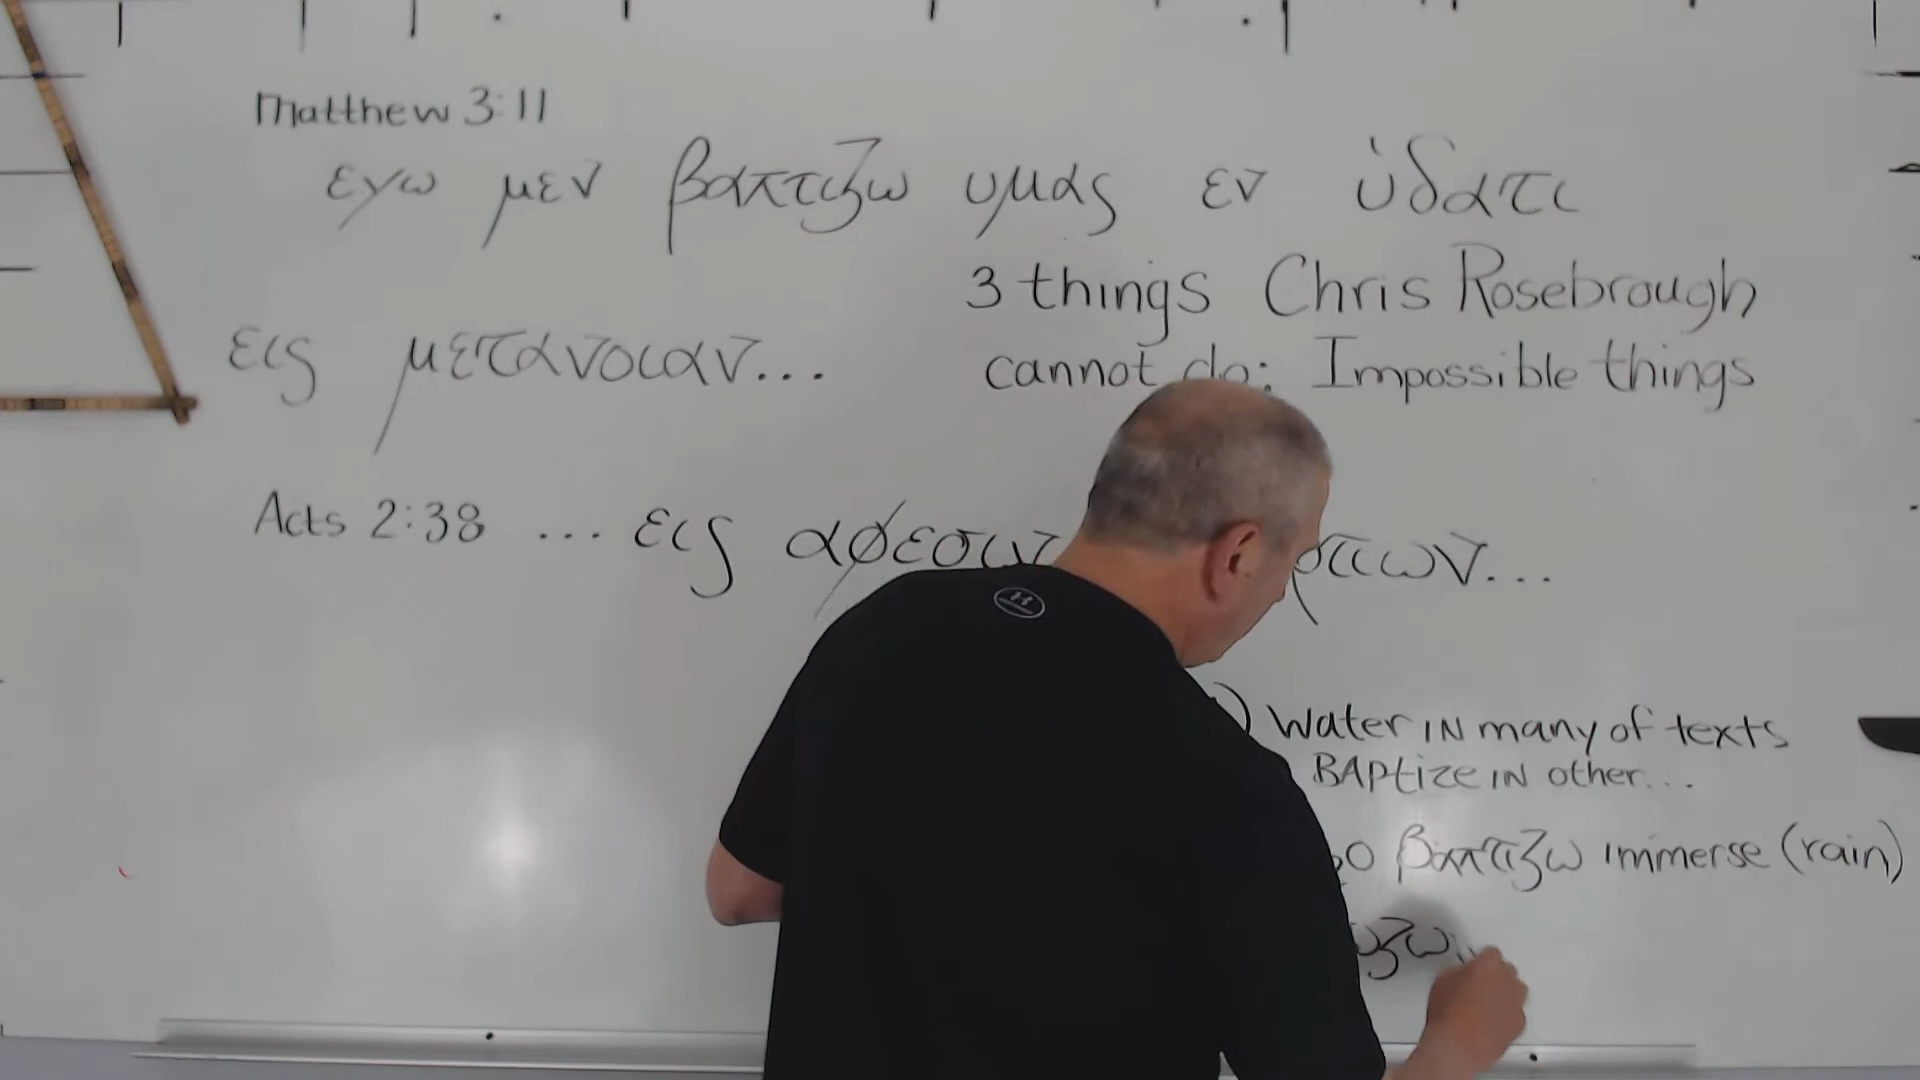 Matthew 3:11
εγω μεν βαπτιζω υμας εν ὑδατι
εις μετανοιαν...
3 things Chris Rosebrough
cannot do: Impossible things
Acts 2:38 ... εις αφεσιν ...
) Water IN many of texts
BAptize IN other...
βαπτιζω immerse (rain)